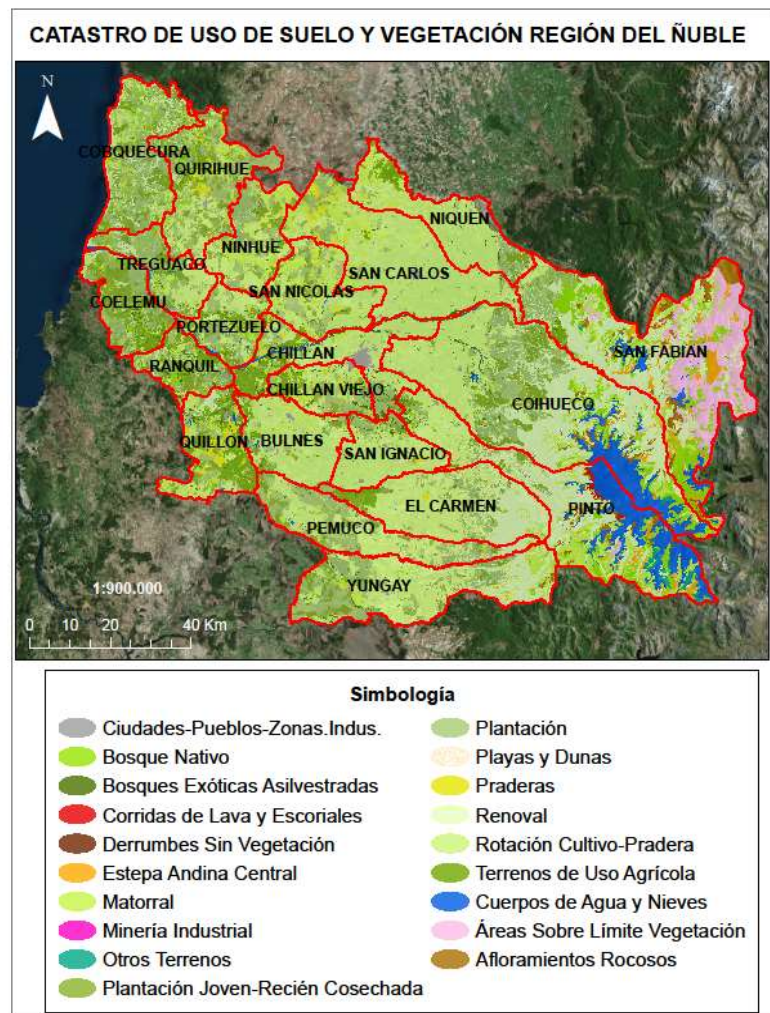 CATASTRO DE USO DE SUELO Y VEGETACIÓN REGIÓN DEL ÑUBLE
N
COBQUECURA
QUIRIHUE
NIQUEN
NINHUE
TREGUACO
SAN CARLOS
SAN NICOLAS
COELEMU
PORTEZUELO
SAN FABIAN
CHILLAN
RANQUIL
CHILLAN VIEJO
COIHUECO
QUILLON
BULNES
SAN IGNACIO
EL CARMEN
PINTO
PEMUCO
YUNGAY
1:900.000
0 10 20 40 Km
Simbología
Ciudades-Pueblos-Zonas.Indus.
Bosque Nativo
Bosques Exóticas Asilvestradas
Corridas de Lava y Escoriales
Derrumbes Sin Vegetación
Estepa Andina Central
Matorral
Minería Industrial
Otros Terrenos
Plantación Joven-Recién Cosechada
Plantación
Playas y Dunas
Praderas
Renoval
Rotación Cultivo-Pradera
Terrenos de Uso Agrícola
Cuerpos de Agua y Nieves
Áreas Sobre Límite Vegetación
Afloramientos Rocosos